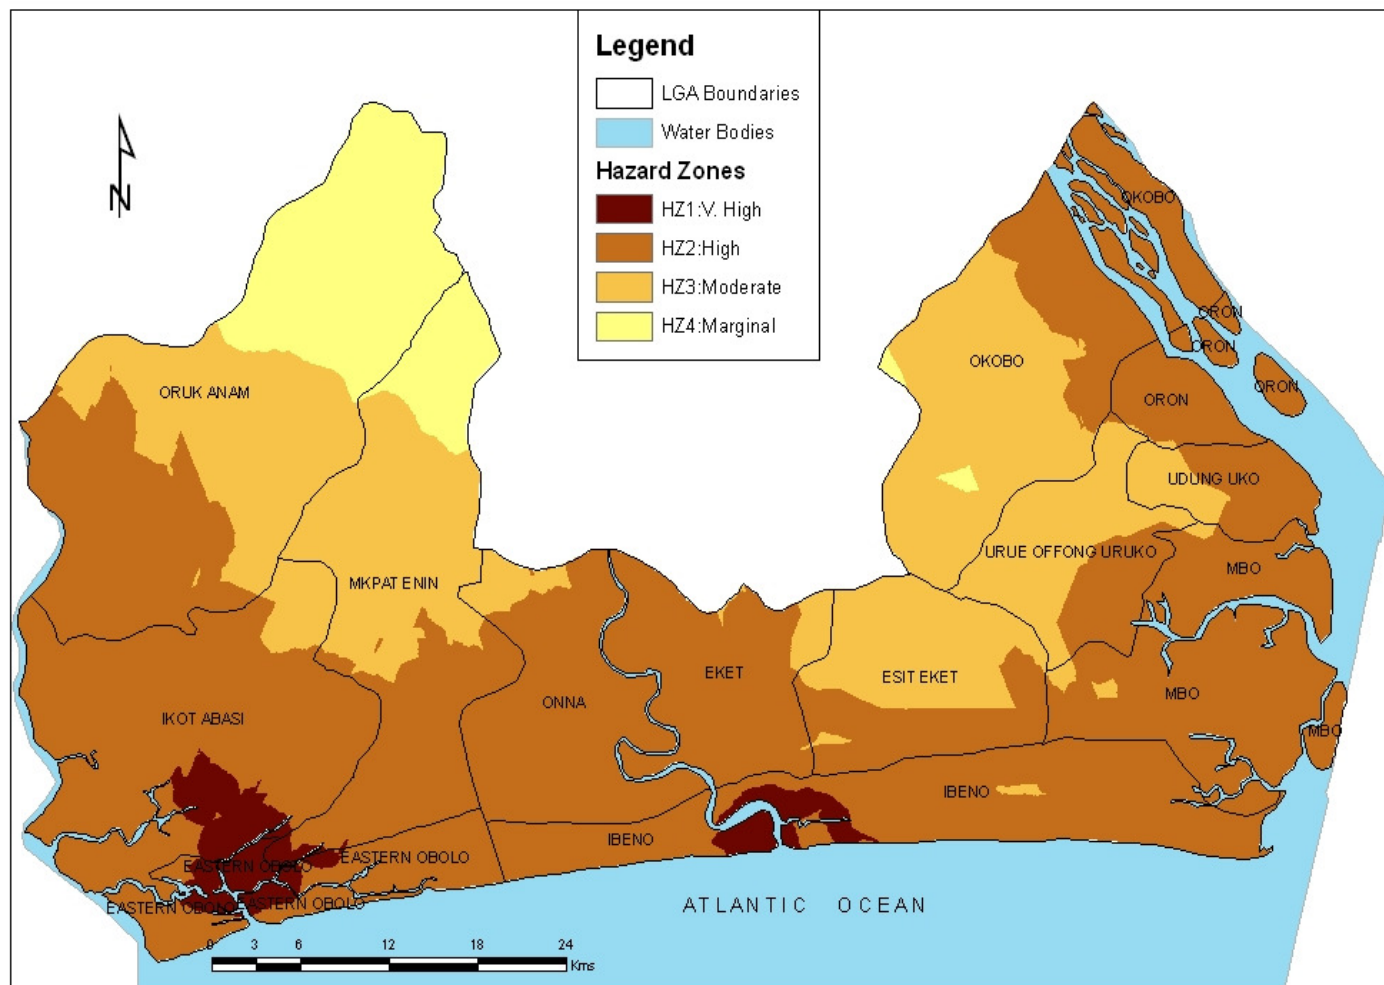 Legend
LGA Boundaries
Water Bodies
Hazard Zones
HZ1:V. High
HZ2:High
HZ3:Moderate
HZ4:Marginal
N
OKOBO
ORON
ORON
ORON
ORUK ANAM
OKOBO
ORON
UDUNG UKO
URUE OFFONG URUKO
MKPAT ENIN
MBO
EKET
ESIT EKET
ONNA
MBO
IKOT ABASI
MBO
IBENO
IBENO
EASTERN OBOLO
EASTERN OBOLO
EASTERN OBOLO
EASTERN OBOLO
ATLANTIC OCEAN
0 3 6 12 18 24
Kms